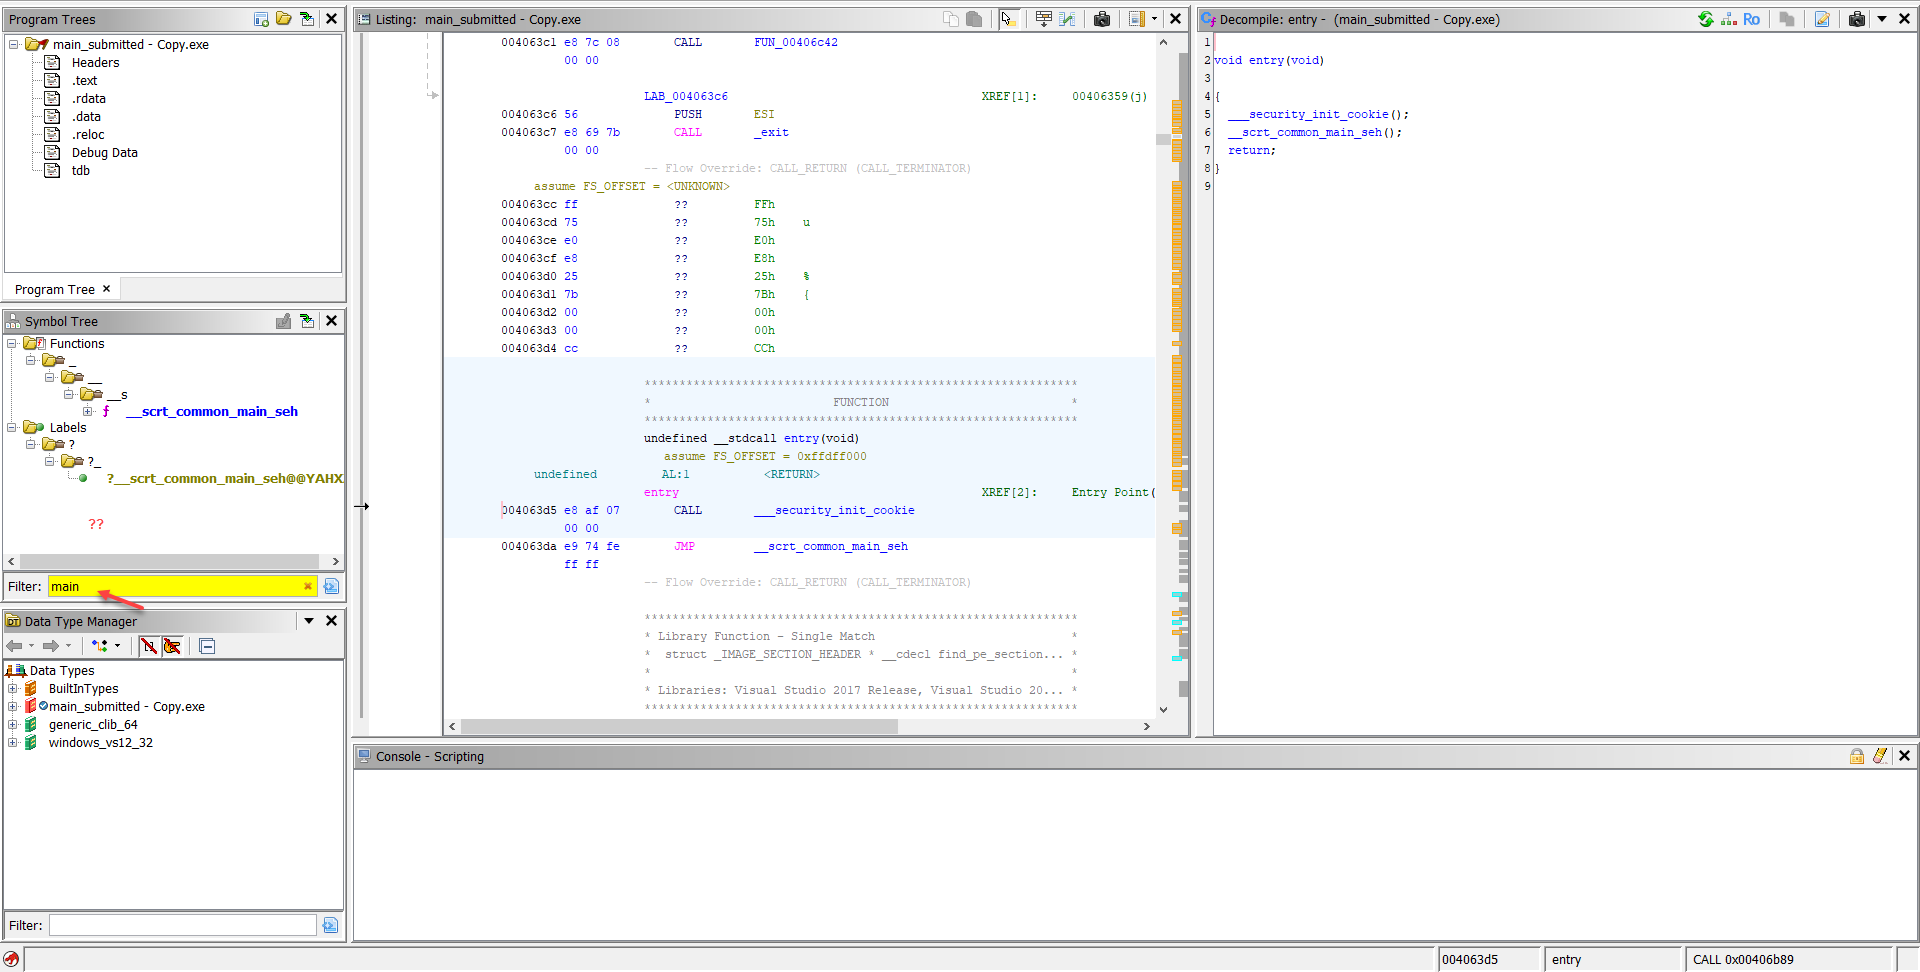 Program Trees
main_submitted - Copy.exe
Headers
.text
.rdata
.data
.reloc
Debug Data
tdb
Program Tree ×
Symbol Tree
Functions
_
__
__s
f __scrt_common_main_seh
Labels
?
?_
?__scrt_common_main_seh@@YAHX
??
Filter: main
Data Type Manager
Data Types
BuiltInTypes
main_submitted - Copy.exe
generic_clib_64
windows_vs12_32
Filter:
Listing: main_submitted - Copy.exe
004063c1 e8 7c 08 CALL FUN_00406c42
00 00
LAB_004063c6 XREF[1]: 00406359(j)
004063c6 56 PUSH ESI
004063c7 e8 69 7b CALL _exit
00 00
-- Flow Override: CALL_RETURN (CALL_TERMINATOR)
assume FS_OFFSET = <UNKNOWN>
004063cc ff ?? FFh
004063cd 75 ?? 75h u
004063ce e0 ?? E0h
004063cf e8 ?? E8h
004063d0 25 ?? 25h %
004063d1 7b ?? 7Bh {
004063d2 00 ?? 00h
004063d3 00 ?? 00h
004063d4 cc ?? CCh
**************************************************************
* FUNCTION *
**************************************************************
undefined __stdcall entry(void)
assume FS_OFFSET = 0xffdff000
undefined AL:1 <RETURN>
entry XREF[2]: Entry Point(
004063d5 e8 af 07 CALL ___security_init_cookie
00 00
004063da e9 74 fe JMP __scrt_common_main_seh
ff ff
-- Flow Override: CALL_RETURN (CALL_TERMINATOR)
**************************************************************
* Library Function - Single Match *
* struct _IMAGE_SECTION_HEADER * __cdecl find_pe_section... *
* *
* Libraries: Visual Studio 2017 Release, Visual Studio 20... *
**************************************************************
Decompile: entry - (main_submitted - Copy.exe)
1
2 void entry(void)
3
4 {
5 ___security_init_cookie();
6 __scrt_common_main_seh();
7 return;
8 }
9
Console - Scripting
004063d5 entry CALL 0x00406b89